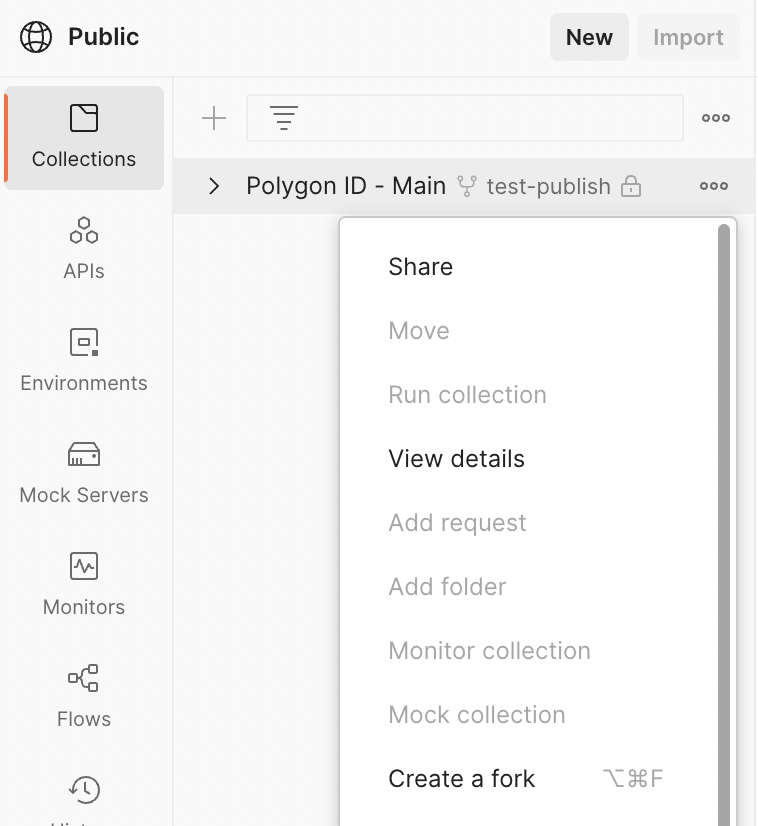 Public
New
Import
Collections
Polygon ID - Main
test-publish
APIs
Environments
Mock Servers
Monitors
Flows
Share
Move
Run collection
View details
Add request
Add folder
Monitor collection
Mock collection
Create a fork ⌥⌘F